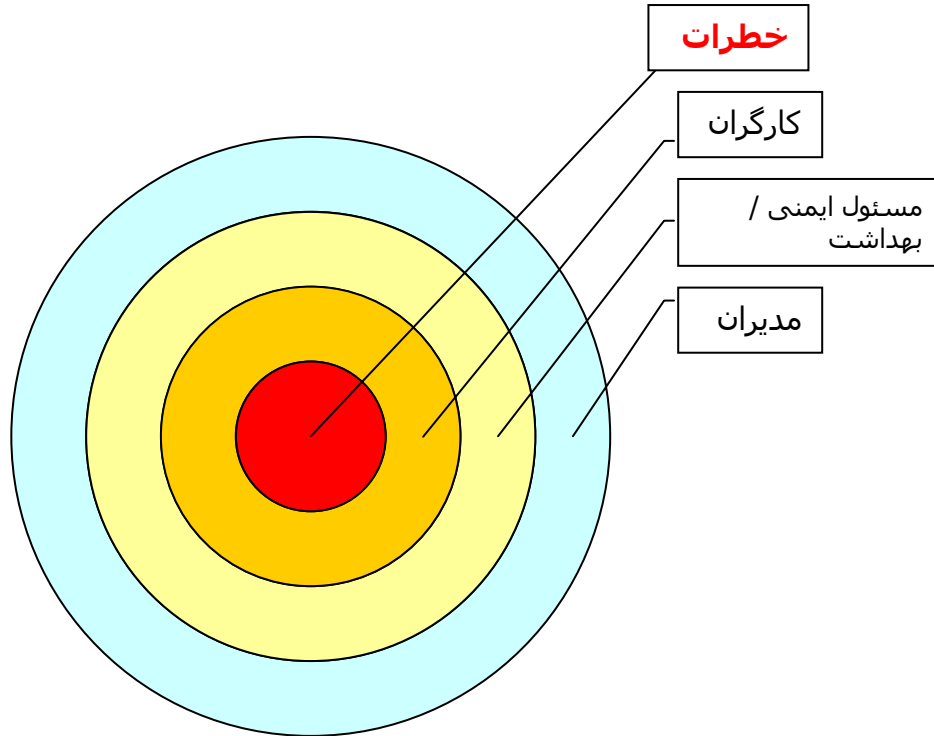 خطرات
کارگران
مسئول ایمنی /
بهداشت
مدیران